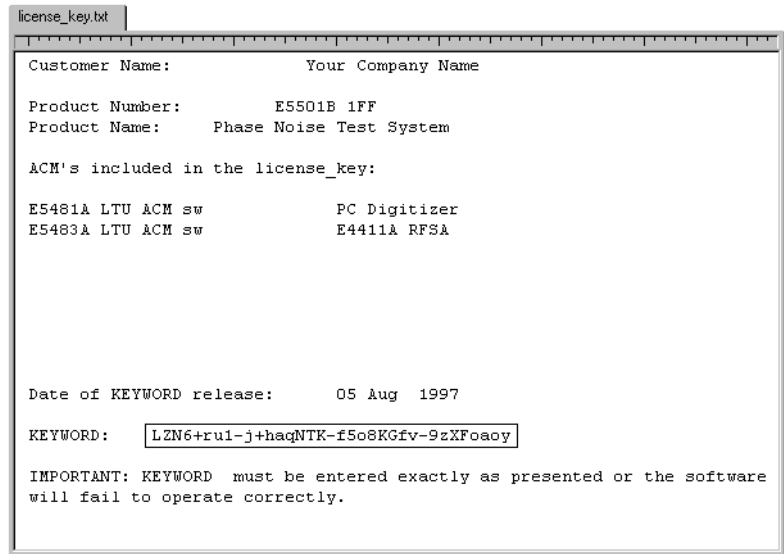 license_key.txt
Customer Name: Your Company Name
Product Number: E5501B 1FF
Product Name: Phase Noise Test System
ACM's included in the license_key:
E5481A LTU ACM sw PC Digitizer
E5483A LTU ACM sw E4411A RFSA
Date of KEYWORD release: 05 Aug 1997
KEYWORD: LZN6+ru1-j+haqNTK-f5o8KGfv-9zXFoaoy
IMPORTANT: KEYWORD must be entered exactly as presented or the software
will fail to operate correctly.